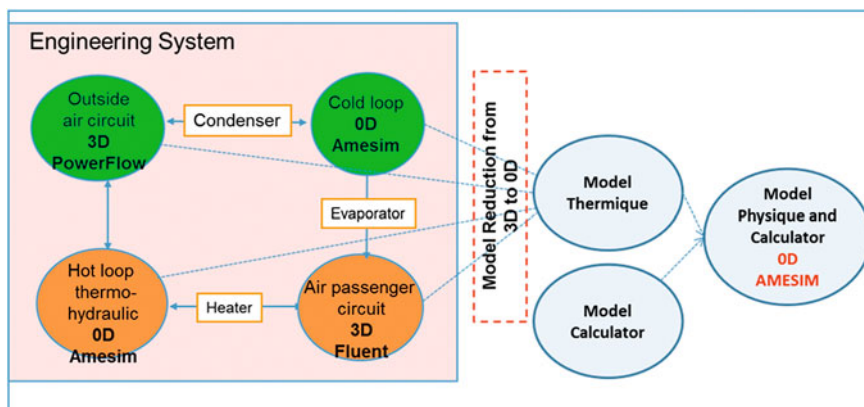 Engineering System
Outside
air circuit
3D
PowerFlow
Condenser
Cold loop
0D
Amesim
Evaporator
Hot loop
thermo-
hydraulic
0D
Amesim
Heater
Air passenger
circuit
3D
Fluent
Model Reduction from
3D to 0D
Model
Thermique
Model
Calculator
Model
Physique and
Calculator
0D
AMESIM